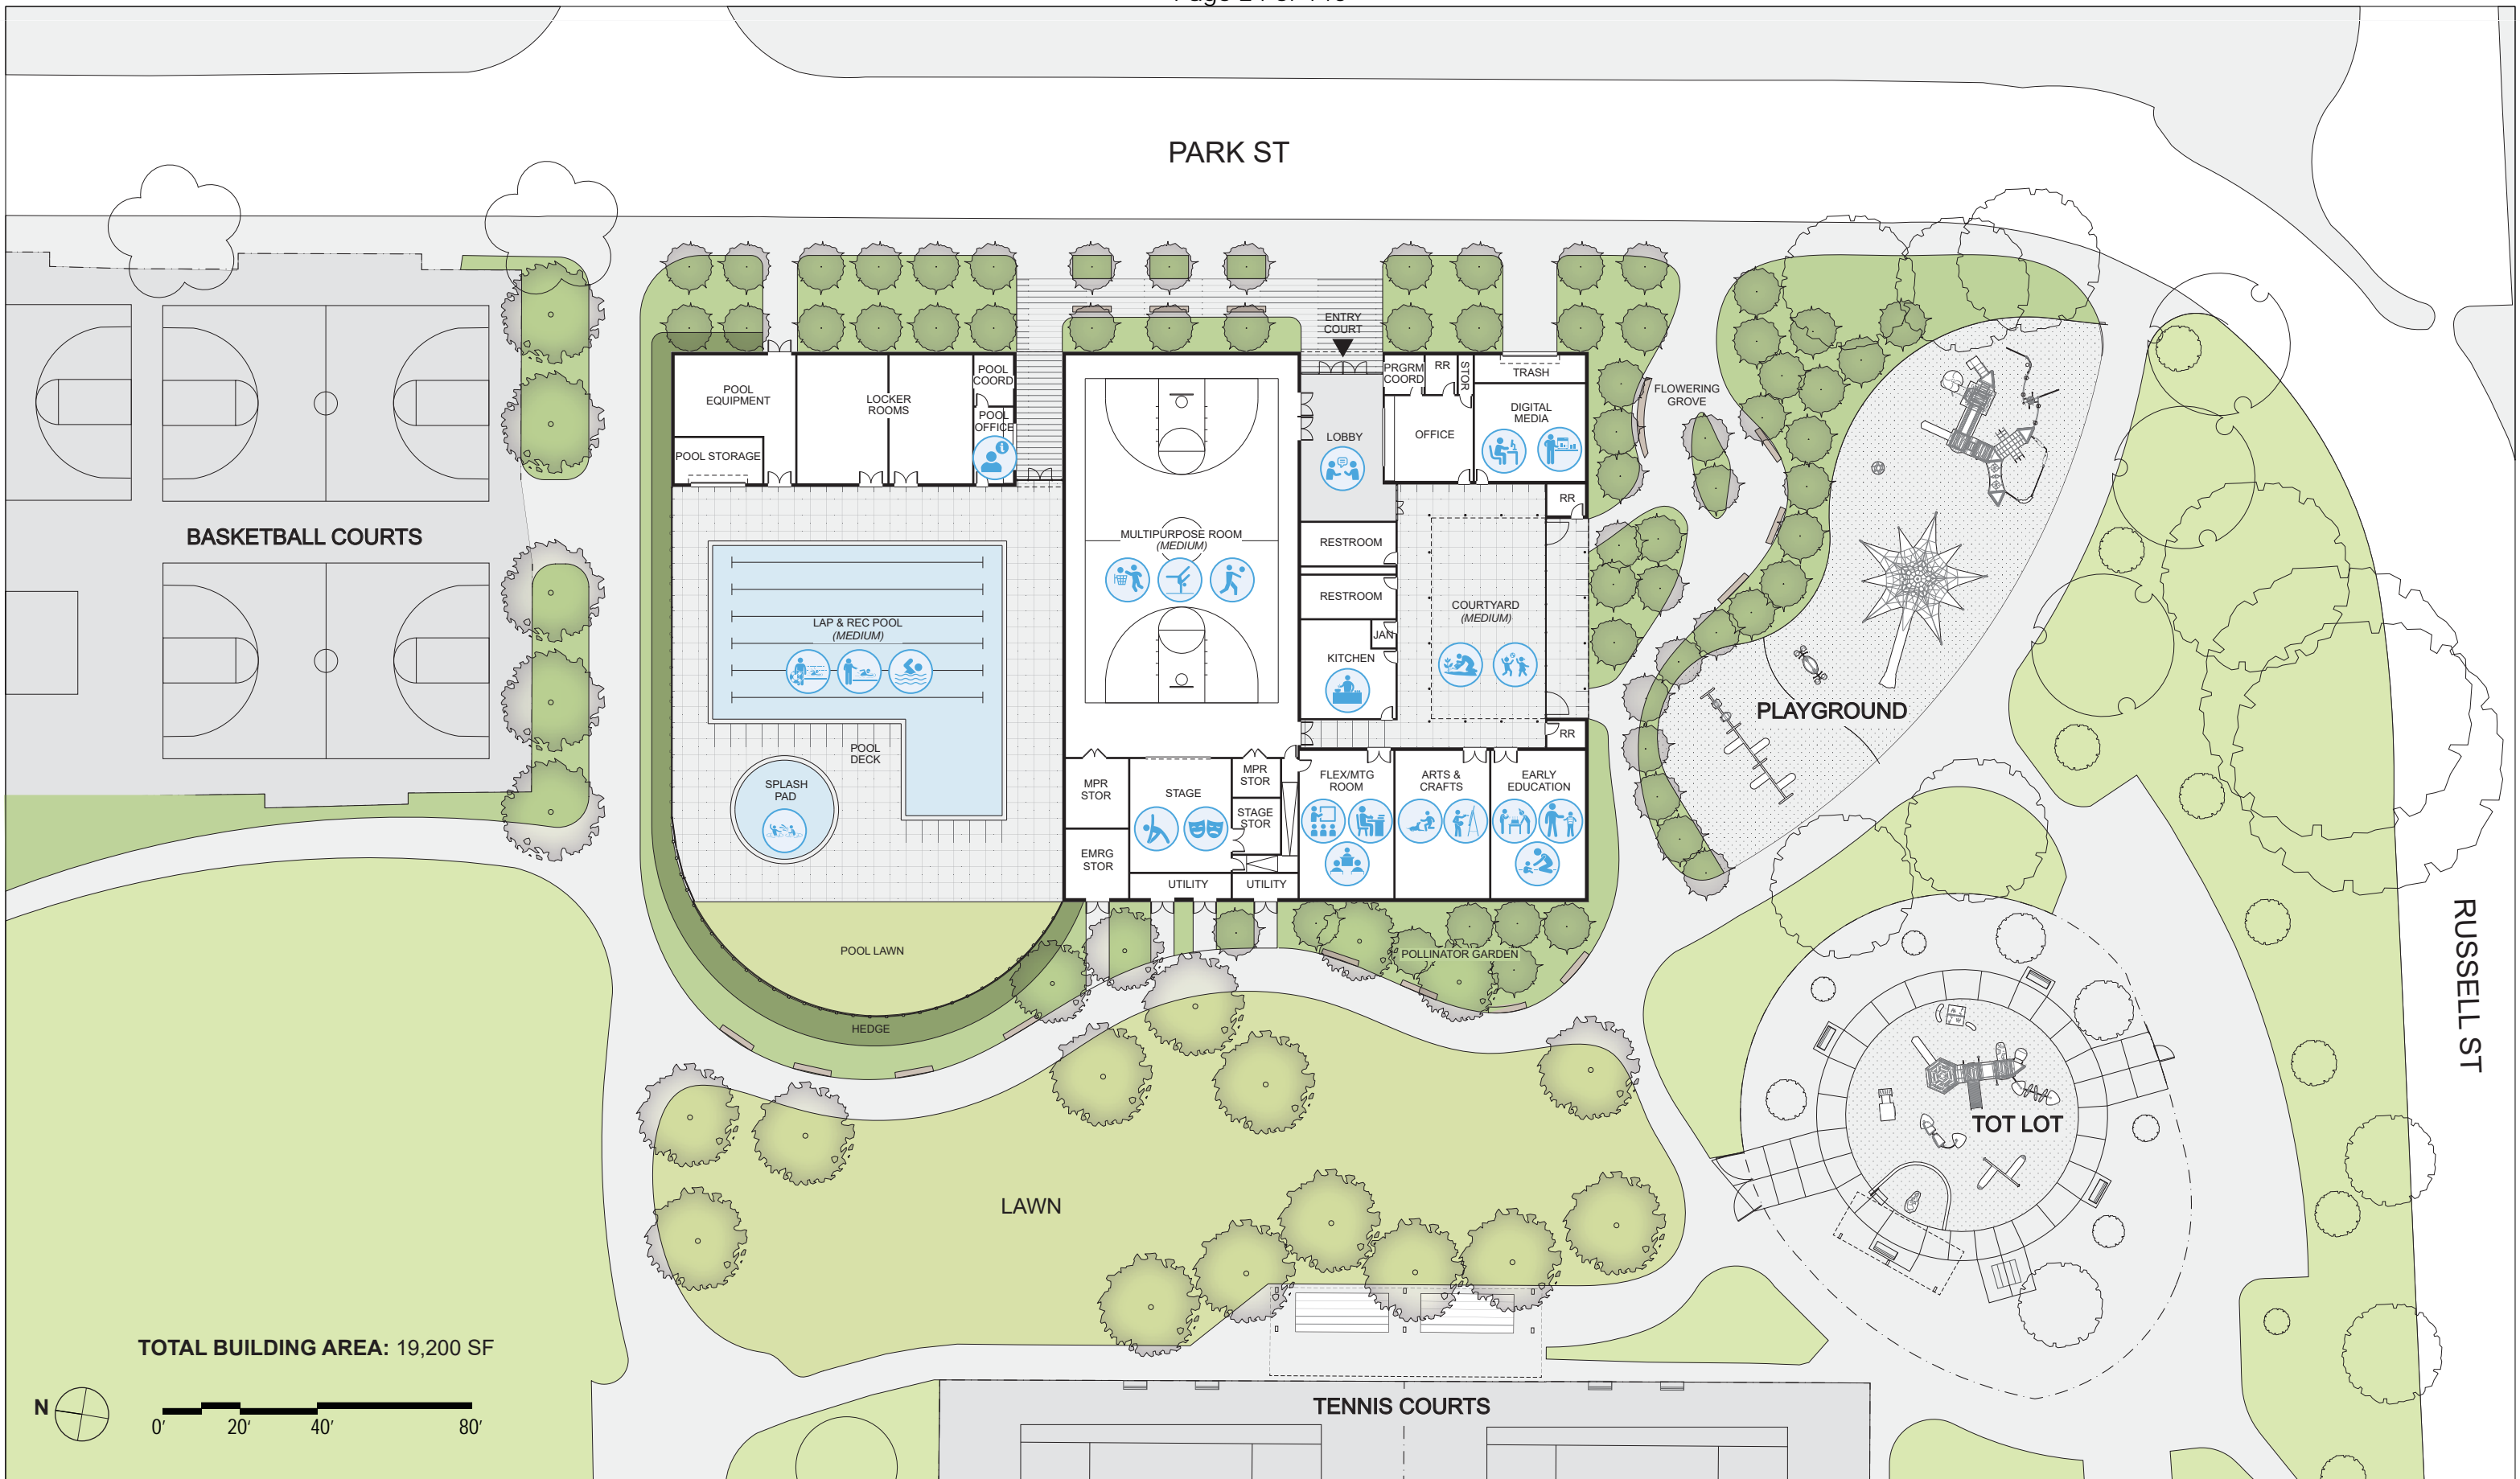 PARK ST
ENTRY
COURT
POOL
EQUIPMENT
POOL STORAGE
LOCKER
ROOMS
POOL
COORD
POOL
OFFICE
PRGRM
COORD
RR
STOR
TRASH
DIGITAL
MEDIA
OFFICE
LOBBY
FLOWERING
GROVE
RR
BASKETBALL COURTS
MULTIPURPOSE ROOM
(MEDIUM)
RESTROOM
RESTROOM
JAN
KITCHEN
COURTYARD
(MEDIUM)
LAP & REC POOL
(MEDIUM)
PLAYGROUND
RR
POOL
DECK
SPLASH
PAD
MPR
STOR
STAGE
MPR
STOR
STAGE
STOR
EMRG
STOR
UTILITY
UTILITY
FLEX/MTG
ROOM
ARTS &
CRAFTS
EARLY
EDUCATION
POOL LAWN
POLLINATOR GARDEN
HEDGE
RUSSELL ST
TOT LOT
LAWN
TOTAL BUILDING AREA: 19,200 SF
N
0' 20' 40' 80'
TENNIS COURTS